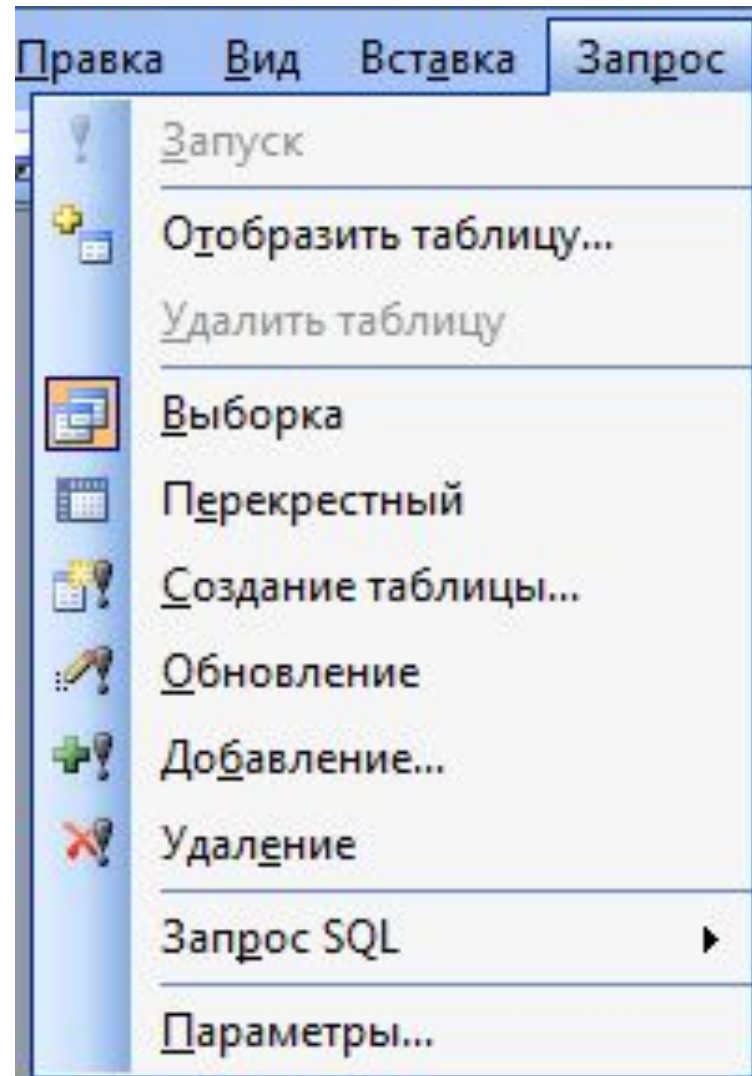 Правка Вид Вставка Запрос
Запуск
Отобразить таблицу...
Удалить таблицу
Выборка
Перекрестный
Создание таблицы...
Обновление
Добавление...
Удаление
Запрос SQL
Параметры...